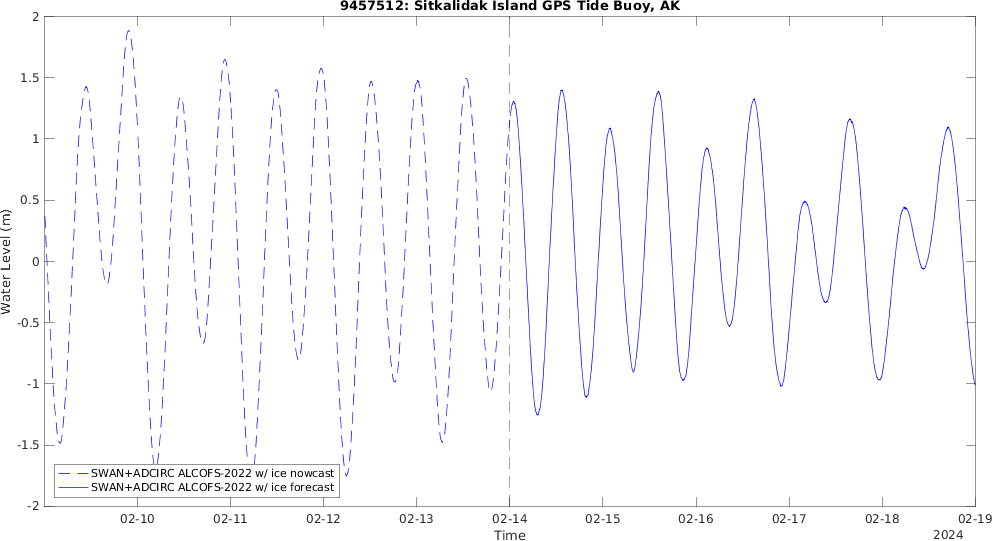 9457512: Sitkalidak Island GPS Tide Buoy, AK
2
1.5
1
0.5
0
-0.5
-1
-1.5
-2
Water Level (m)
SWAN+ADCIRC ALCOFS-2022 w/ ice nowcast
SWAN+ADCIRC ALCOFS-2022 w/ ice forecast
02-10 02-11 02-12 02-13 02-14 02-15 02-16 02-17 02-18 02-19
Time
2024